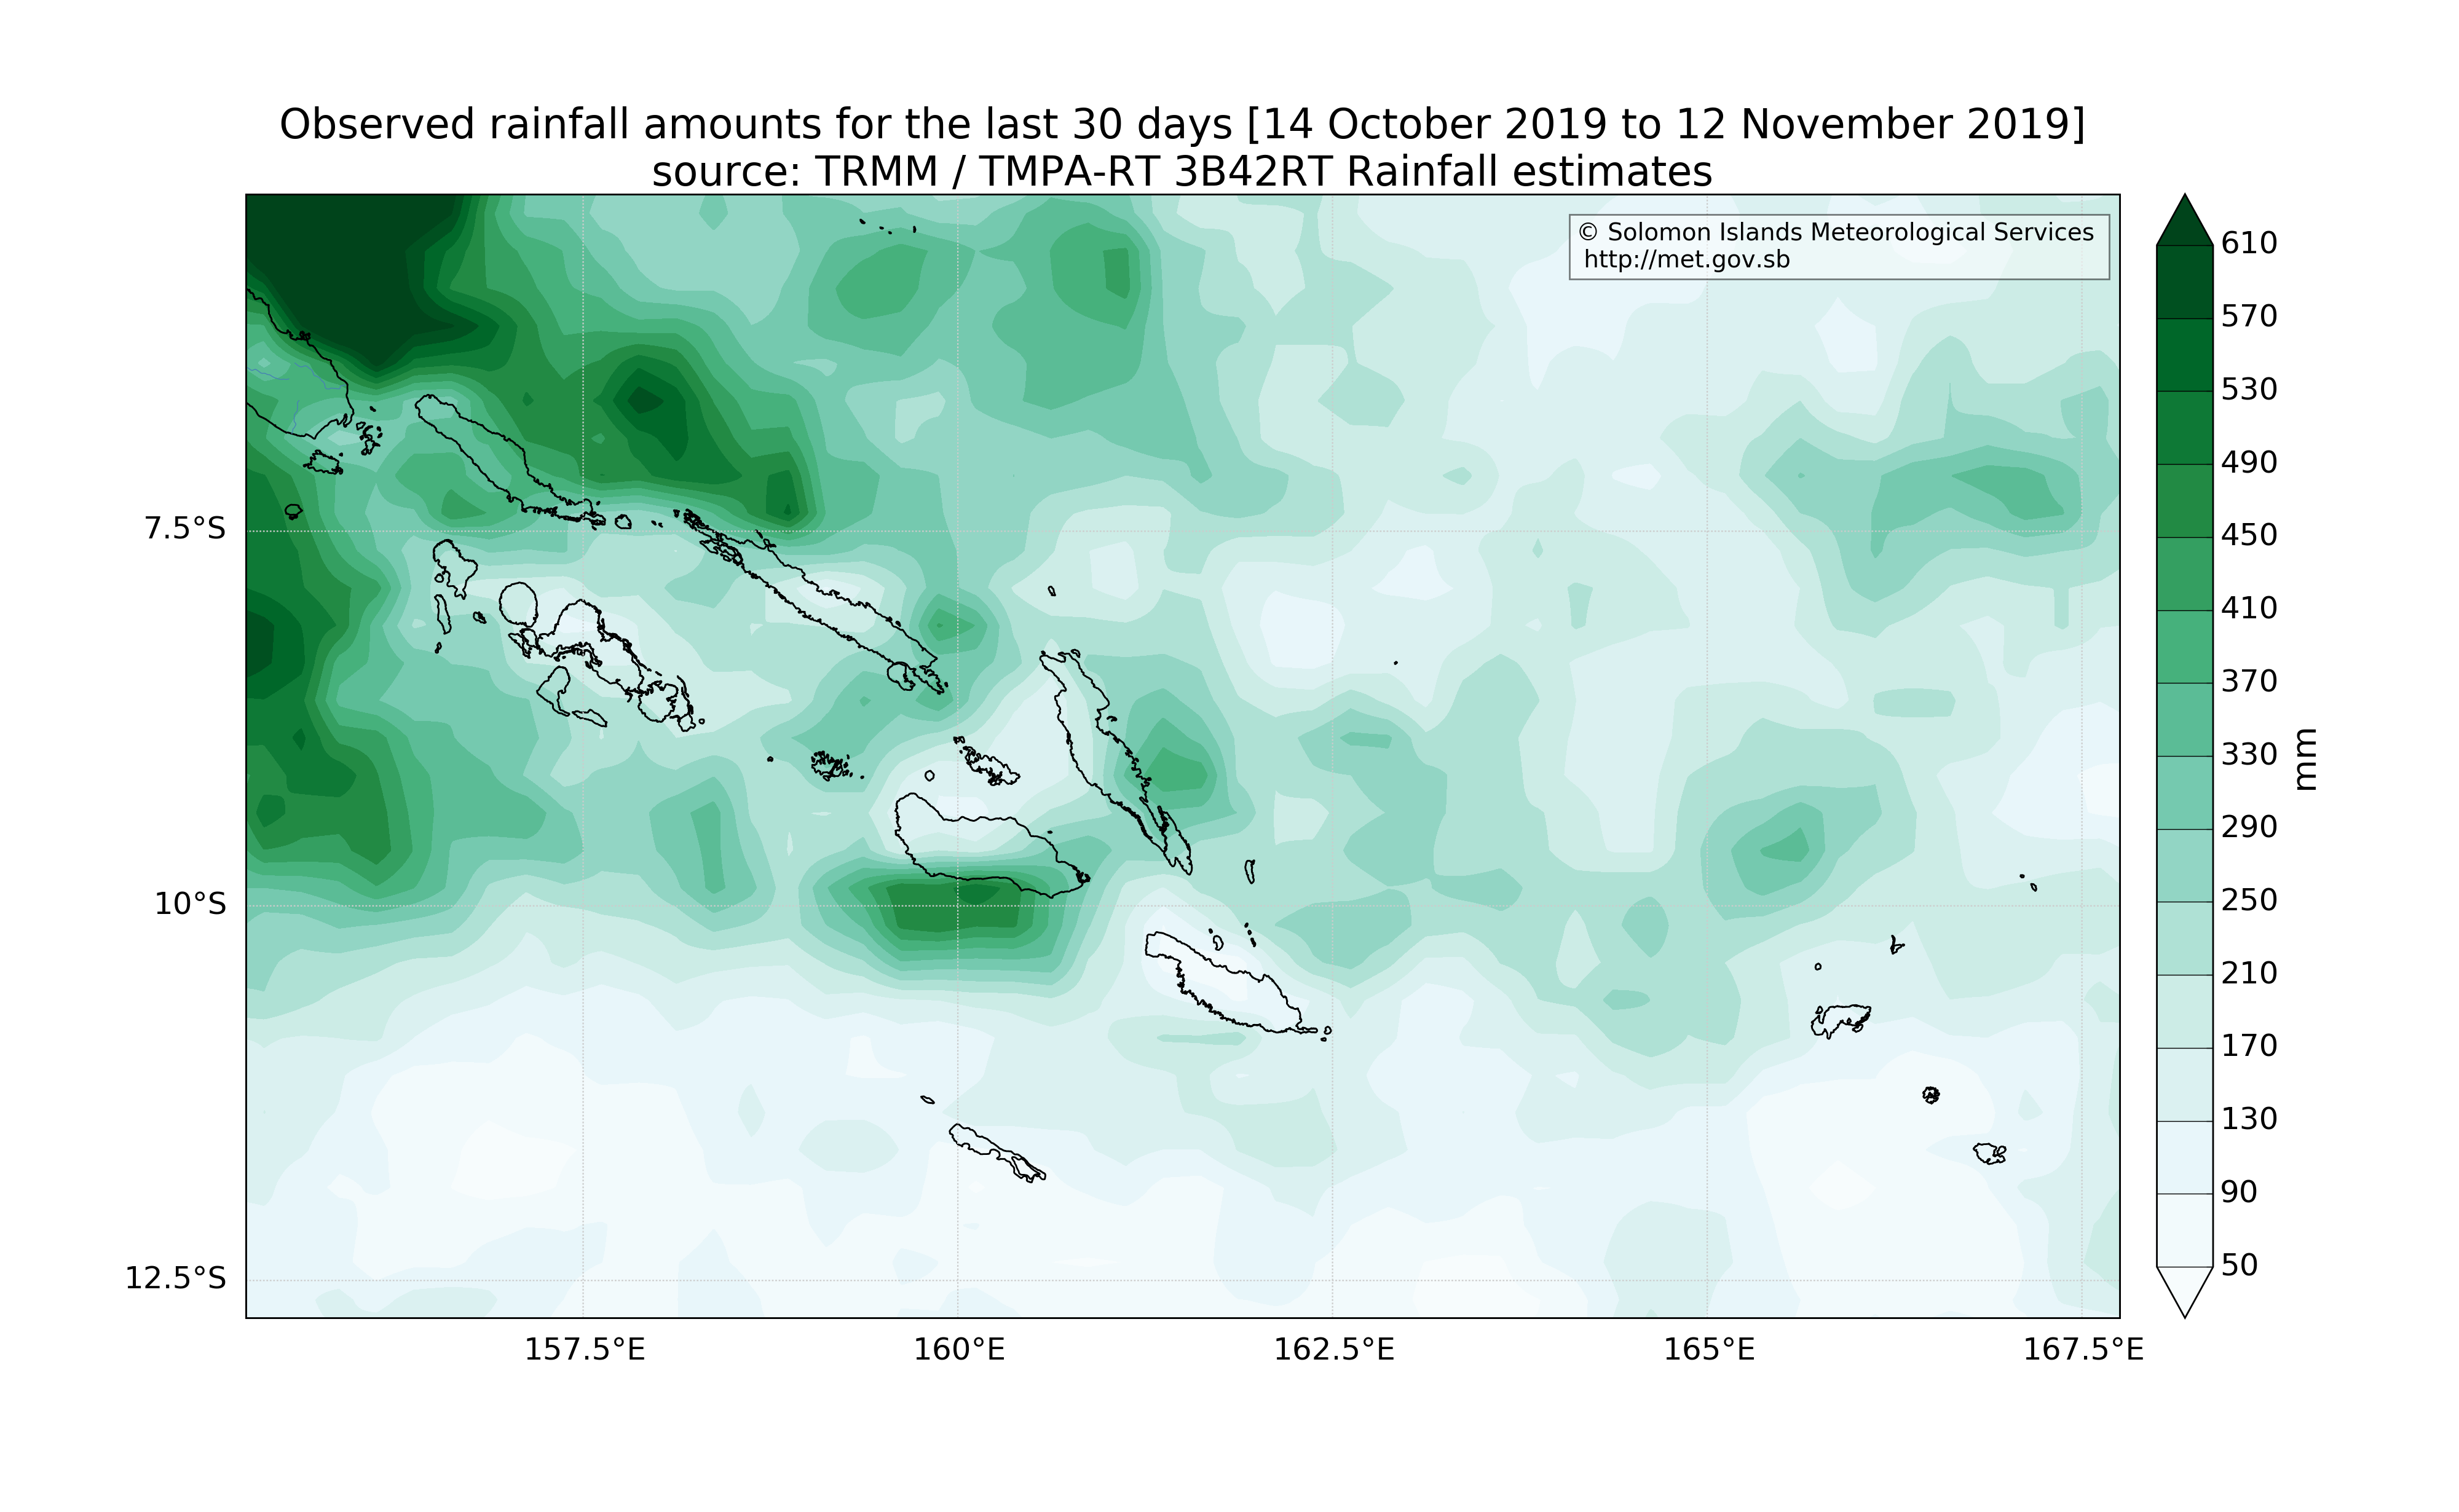 Observed rainfall amounts for the last 30 days [14 October 2019 to 12 November 2019]
source: TRMM / TMPA-RT 3B42RT Rainfall estimates
© Solomon Islands Meteorological Services
http://met.gov.sb
7.5°S
10°S
12.5°S
157.5°E
160°E
162.5°E
165°E
167.5°E
610
570
530
490
450
410
370
330
290
250
210
170
130
90
50
mm